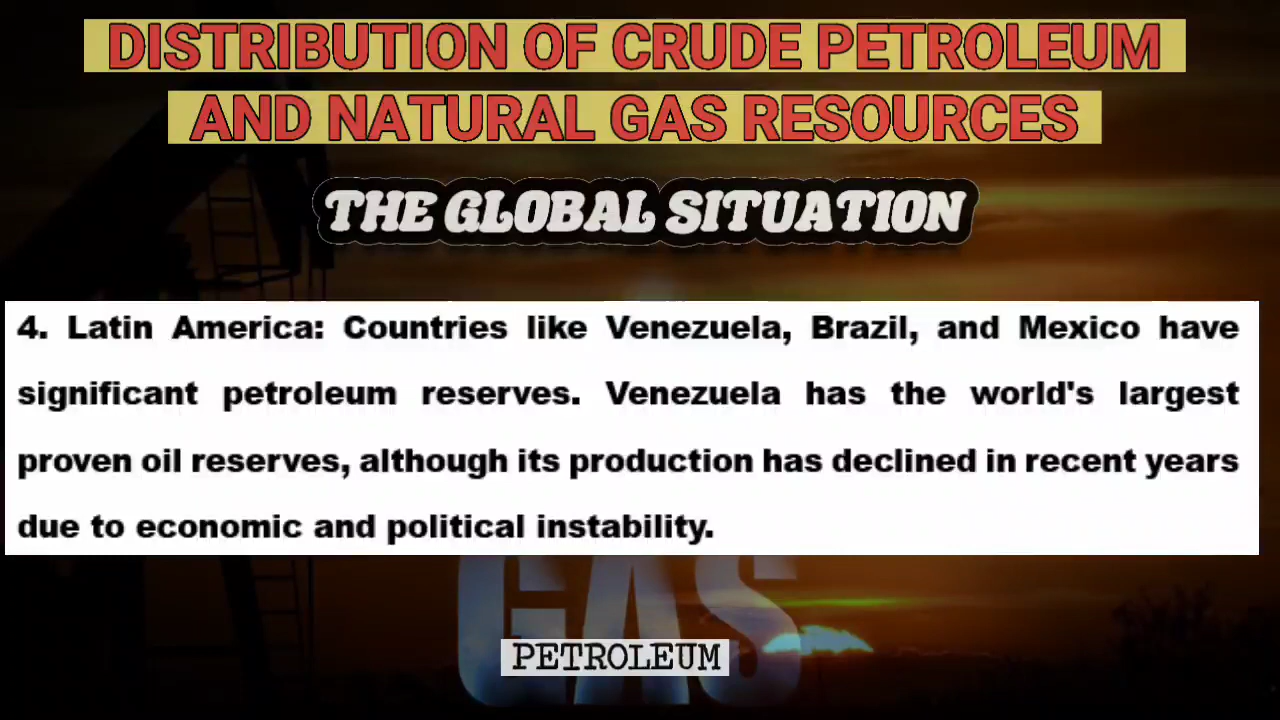 DISTRIBUTION OF CRUDE PETROLEUM
AND NATURAL GAS RESOURCES
THE GLOBAL SITUATION
4. Latin America: Countries like Venezuela, Brazil, and Mexico have
significant petroleum reserves. Venezuela has the world's largest
proven oil reserves, although its production has declined in recent years
due to economic and political instability.
GAS
PETROLEUM